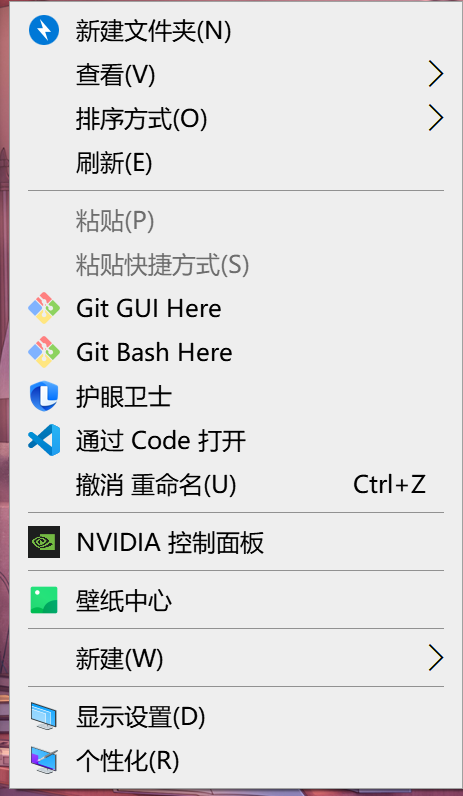 新建文件夹(N)
查看(V)
排序方式(O)
刷新(E)
粘贴(P)
粘贴快捷方式(S)
Git GUI Here
Git Bash Here
护眼卫士
通过 Code 打开
撤消 重命名(U) Ctrl+Z
NVIDIA 控制面板
壁纸中心
新建(W)
显示设置(D)
个性化(R)